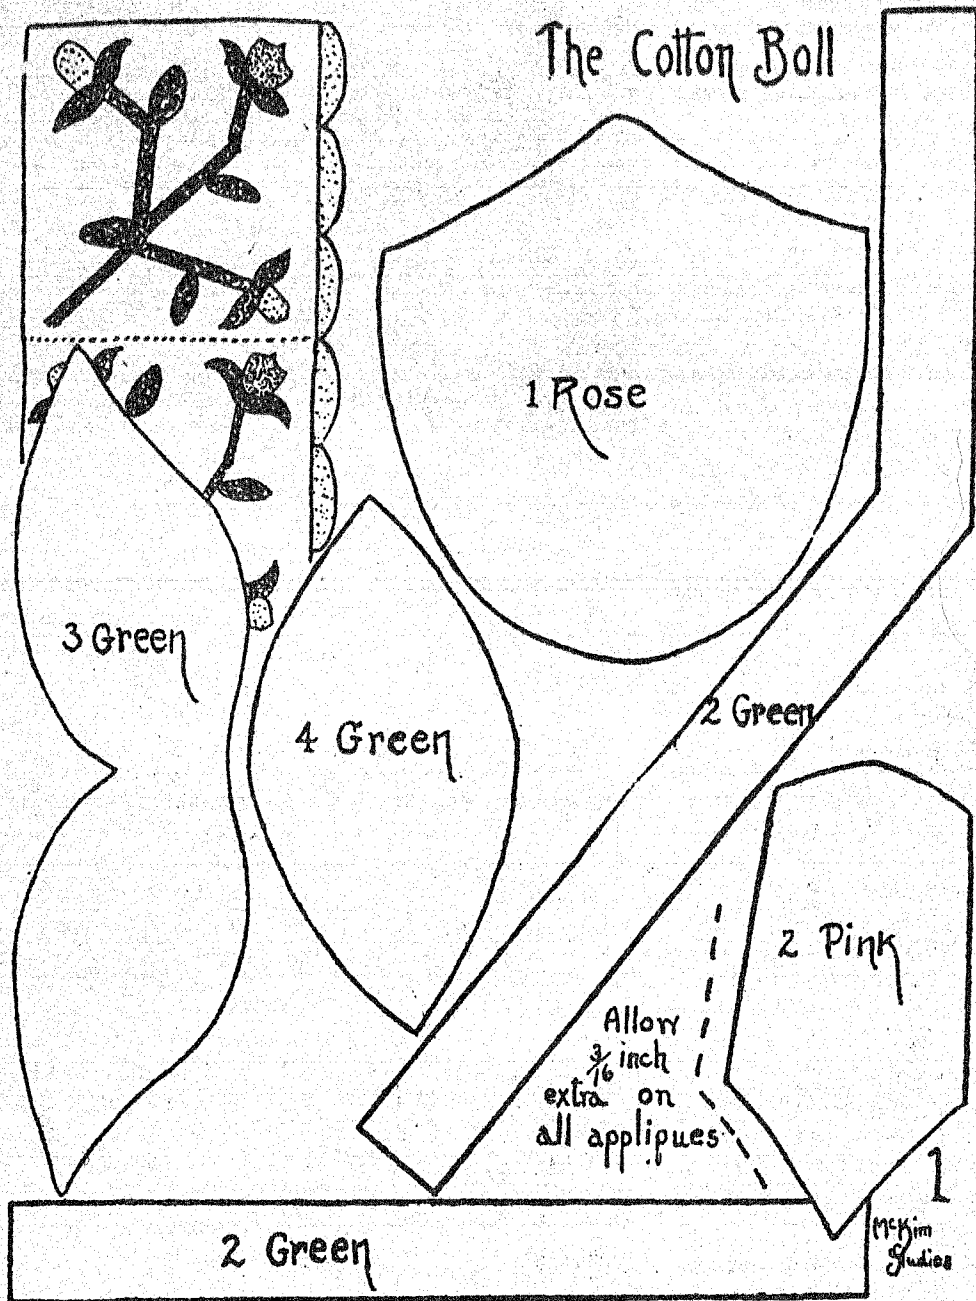 The Cotton Boll
1 Rose
3 Green
4 Green
2 Green
2 Pink
Allow
3/16 inch
extra on
all appliques
2 Green
1
McKim
Studios